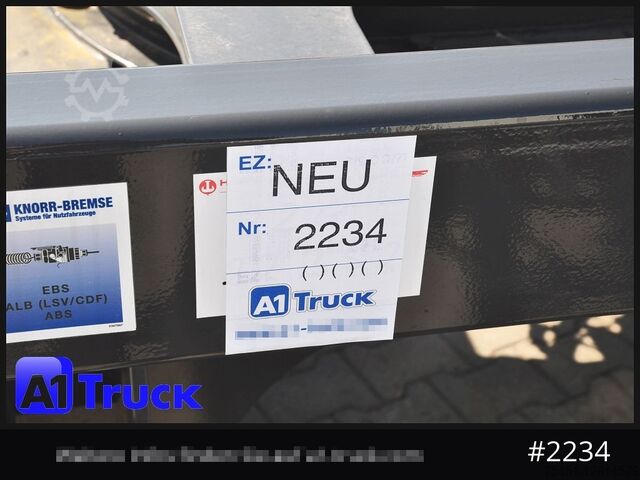 EZ: NEU
Nr: 2234
( ) ( ) ( )
A1 Truck
KNORR-BREMSE
Systeme für Nutzfahrzeuge
EBS
ALB (LSV/CDF)
ABS
A1 Truck
#2234